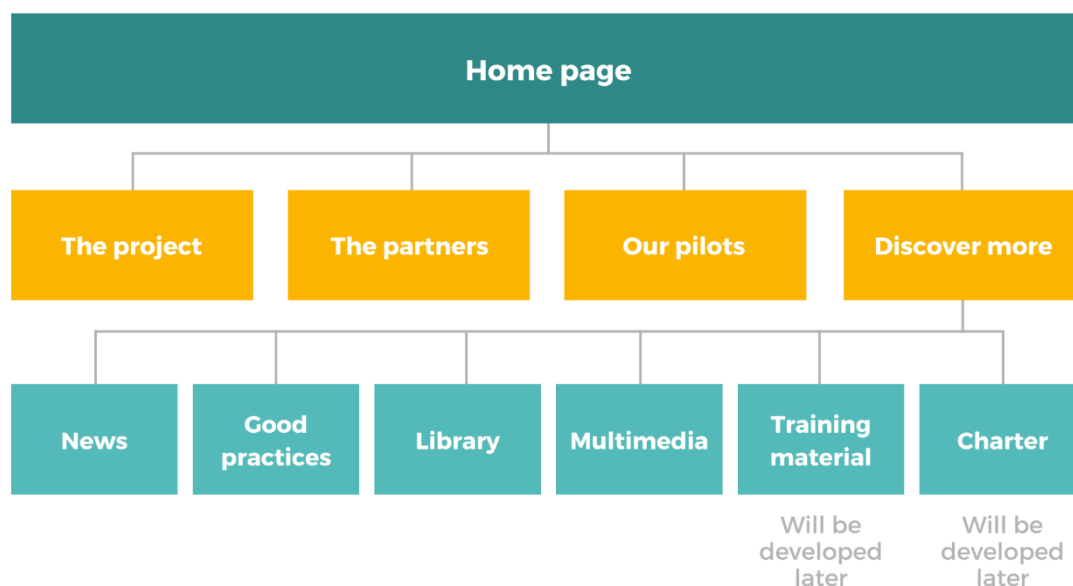 Home page
The project
The partners
Our pilots
Discover more
News
Good
practices
Library
Multimedia
Training
material
Charter
Will be
developed
later
Will be
developed
later